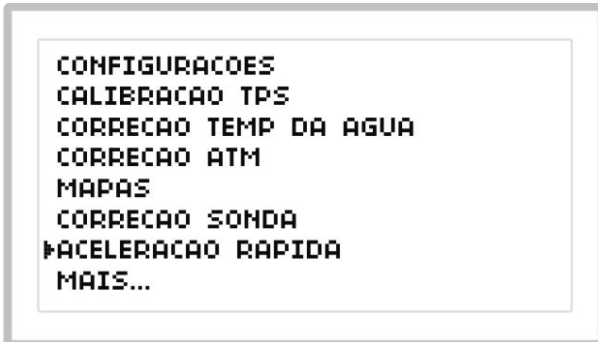 CONFIGURACOES
CALIBRACAO TPS
CORRECAO TEMP DA AGUA
CORRECAO ATM
MAPAS
CORRECAO SONDA
ACELERACAO RAPIDA
MAIS...